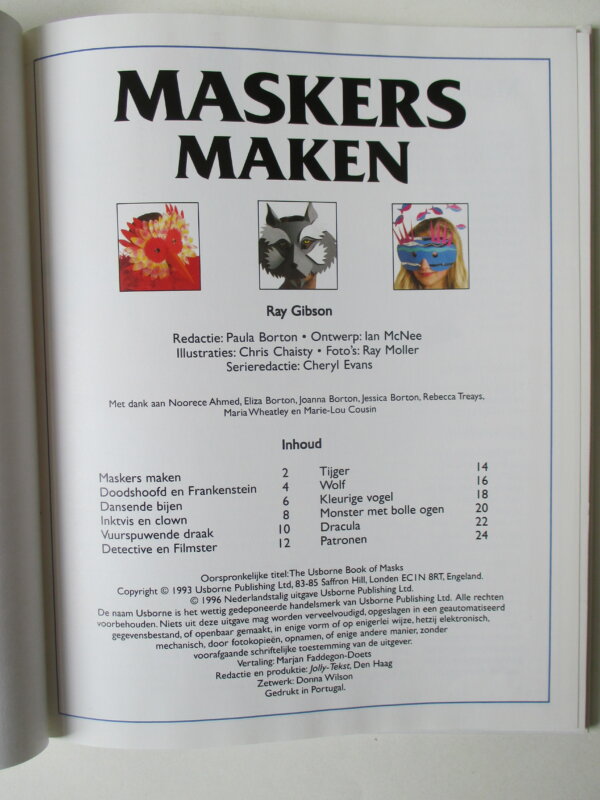 MASKERS
MAKEN
Ray Gibson
Redactie: Paula Borton • Ontwerp: Ian McNee
Illustraties: Chris Chaisty • Foto's: Ray Moller
Serieredactie: Cheryl Evans
Met dank aan Noorece Ahmed, Eliza Borton, Joanna Borton, Jessica Borton, Rebecca Treays,
Maria Wheatley en Marie-Lou Cousin
Inhoud
Maskers maken 2
Doodshoofd en Frankenstein 4
Dansende bijen 6
Inktvis en clown 8
Vuurspuwende draak 10
Detective en Filmster 12
Tijger 14
Wolf 16
Kleurige vogel 18
Monster met bolle ogen 20
Dracula 22
Patronen 24
Oorspronkelijke titel: The Usborne Book of Masks
Copyright © 1993 Usborne Publishing Ltd, 83-85 Saffron Hill, Londen EC1N 8RT, Engeland.
© 1996 Nederlandstalig uitgave Usborne Publishing Ltd.
De naam Usborne is het wettig gedeponeerde handelsmerk van Usborne Publishing Ltd. Alle rechten
voorbehouden. Niets uit deze uitgave mag worden verveelvoudigd, opgeslagen in een geautomatiseerd
gegevensbestand, of openbaar gemaakt, in enige vorm of op enigerlei wijze, hetzij elektronisch,
mechanisch, door fotokopieën, opnamen, of enige andere manier, zonder
voorafgaande schriftelijke toestemming van de uitgever.
Vertaling: Marjan Faddegon-Doets
Redactie en produktie: Jolly-Tekst, Den Haag
Zetwerk: Donna Wilson
Gedrukt in Portugal.